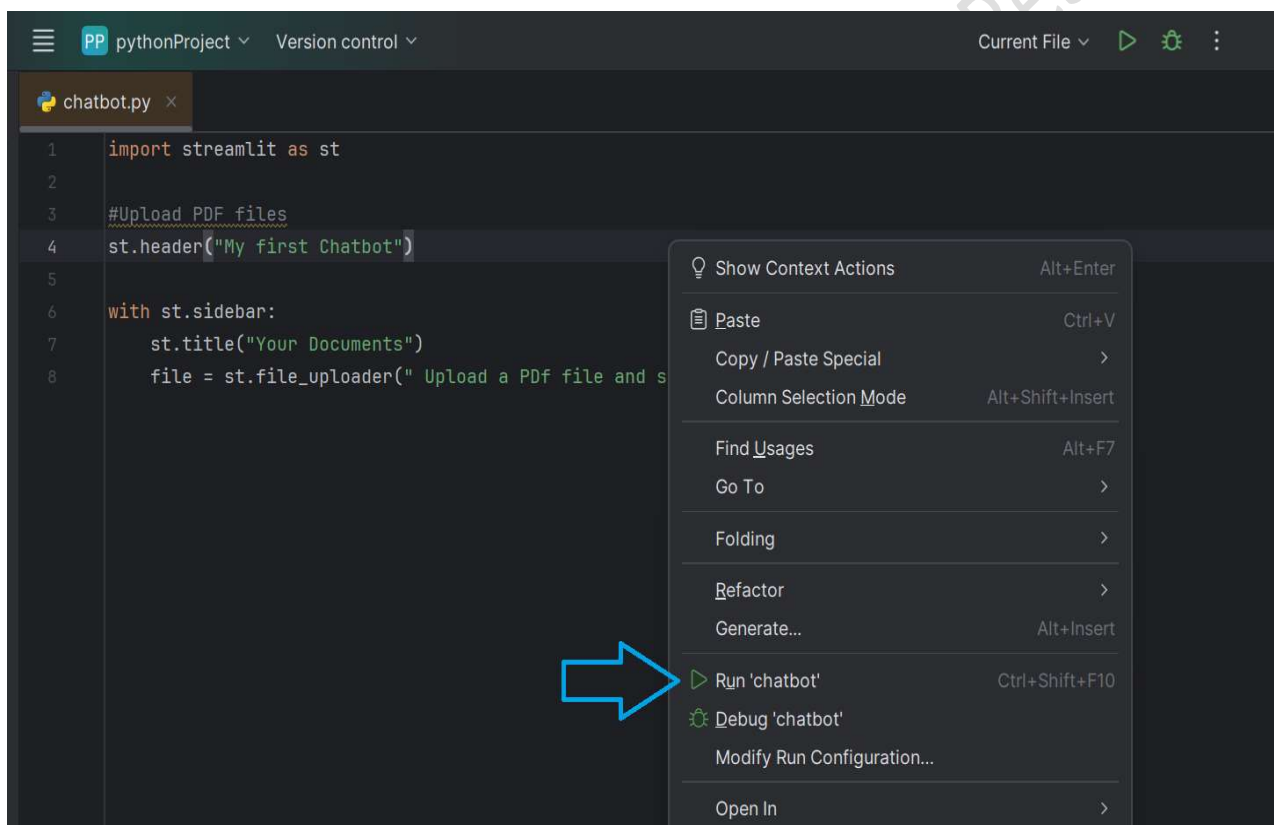 PP pythonProject Version control Current File
chatbot.py
1 import streamlit as st
2
3 #Upload PDF files
4 st.header("My first Chatbot")
5
6 with st.sidebar:
7 st.title("Your Documents")
8 file = st.file_uploader(" Upload a PDf file and s
Show Context Actions Alt+Enter
Paste Ctrl+V
Copy / Paste Special
Column Selection Mode Alt+Shift+Insert
Find Usages Alt+F7
Go To
Folding
Refactor
Generate... Alt+Insert
Run 'chatbot' Ctrl+Shift+F10
Debug 'chatbot'
Modify Run Configuration...
Open In